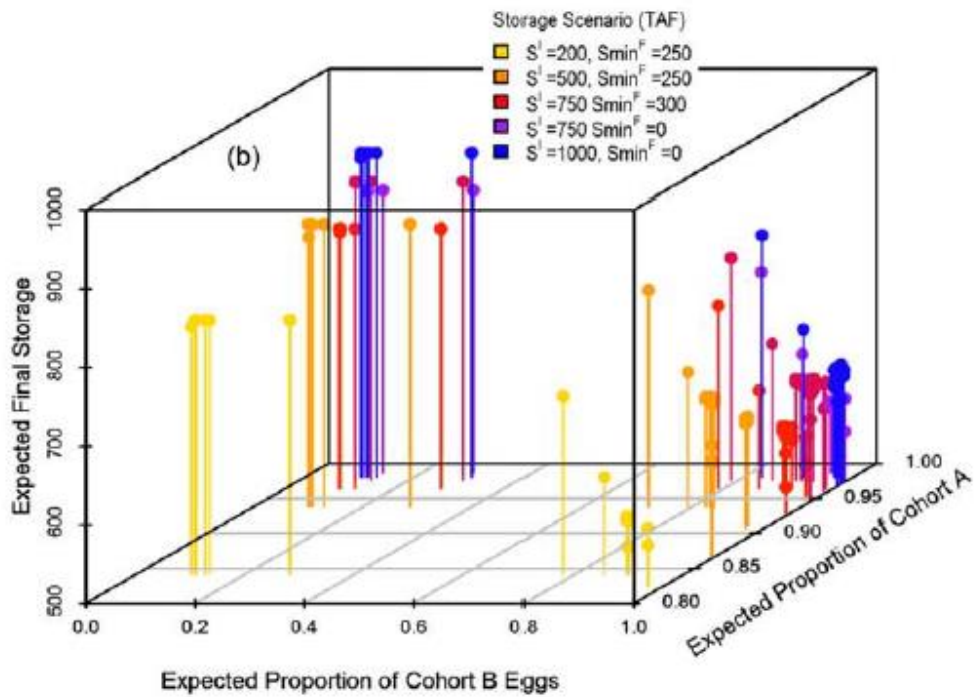 Storage Scenario (TAF)
S^I =200, Smin^F =250
S^I =500, Smin^F =250
S^I =750 Smin^F =300
S^I =750 Smin^F =0
S^I =1000, Smin^F =0
(b)
1000
900
800
700
600
500
Expected Final Storage
0.0 0.2 0.4 0.6 0.8 1.0
Expected Proportion of Cohort B Eggs
1.00
0.95
0.90
0.85
0.80
Expected Proportion of Cohort A